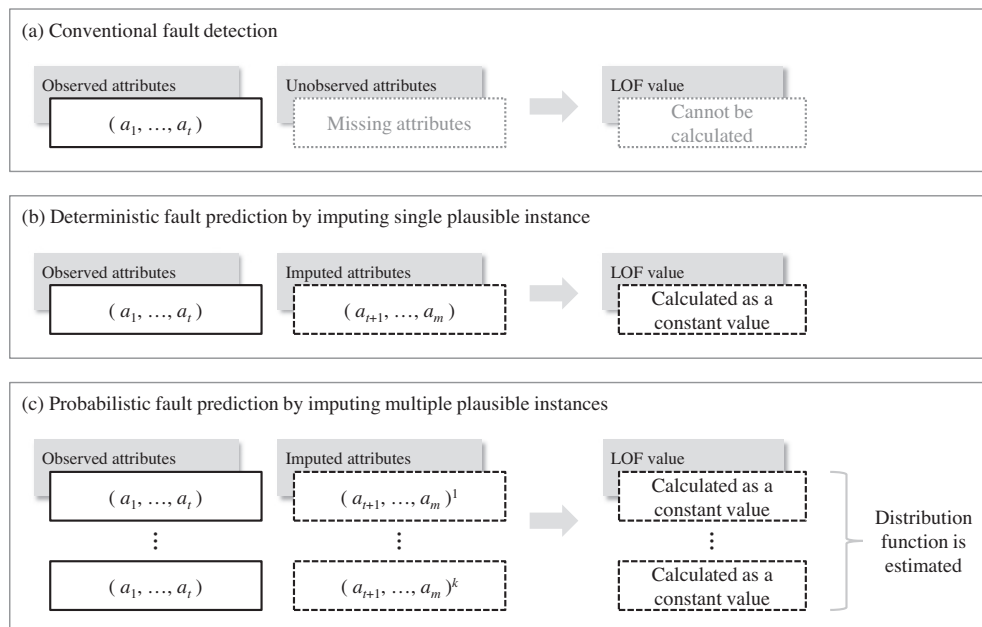 (a) Conventional fault detection
Observed attributes
Unobserved attributes
LOF value
( a₁, …, aₜ )
Missing attributes
Cannot be
calculated
(b) Deterministic fault prediction by imputing single plausible instance
Observed attributes
Imputed attributes
LOF value
( a₁, …, aₜ )
( aₜ₊₁, …, aₘ )
Calculated as a
constant value
(c) Probabilistic fault prediction by imputing multiple plausible instances
Observed attributes
Imputed attributes
LOF value
( a₁, …, aₜ )
( aₜ₊₁, …, aₘ )¹
Calculated as a
constant value
⋮
⋮
⋮
Distribution
function is
estimated
( a₁, …, aₜ )
( aₜ₊₁, …, aₘ )ᵏ
Calculated as a
constant value